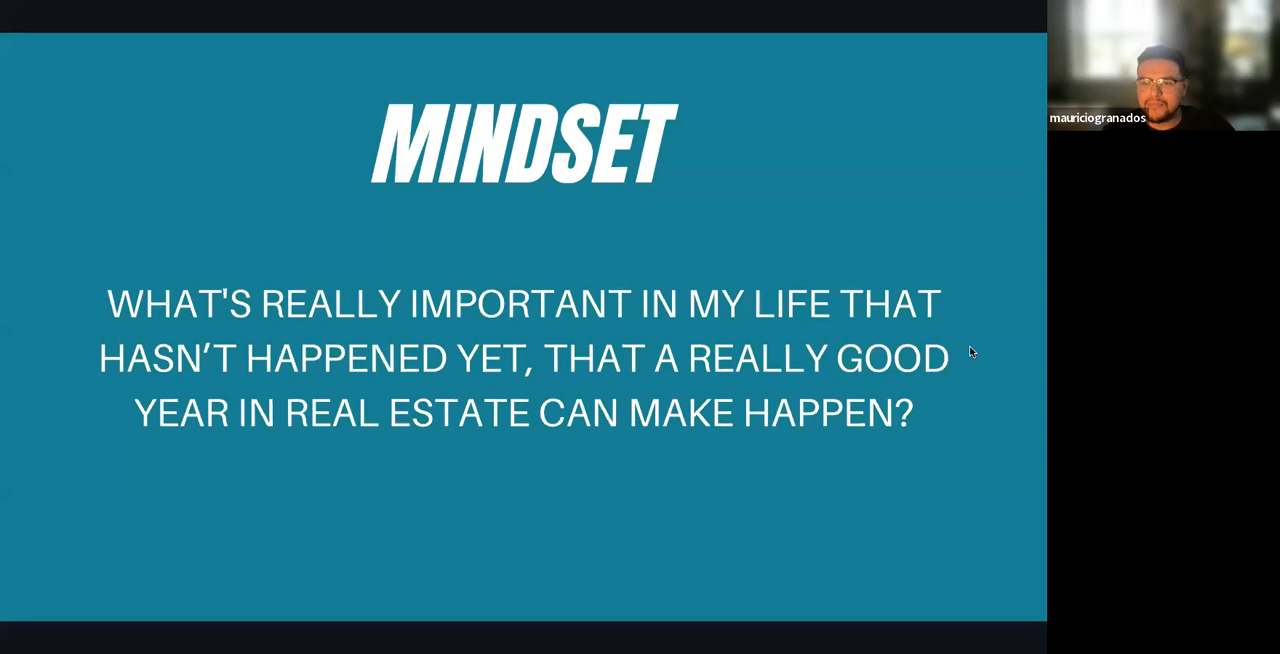 MINDSET
WHAT'S REALLY IMPORTANT IN MY LIFE THAT
HASN’T HAPPENED YET, THAT A REALLY GOOD
YEAR IN REAL ESTATE CAN MAKE HAPPEN?
mauriciogranados